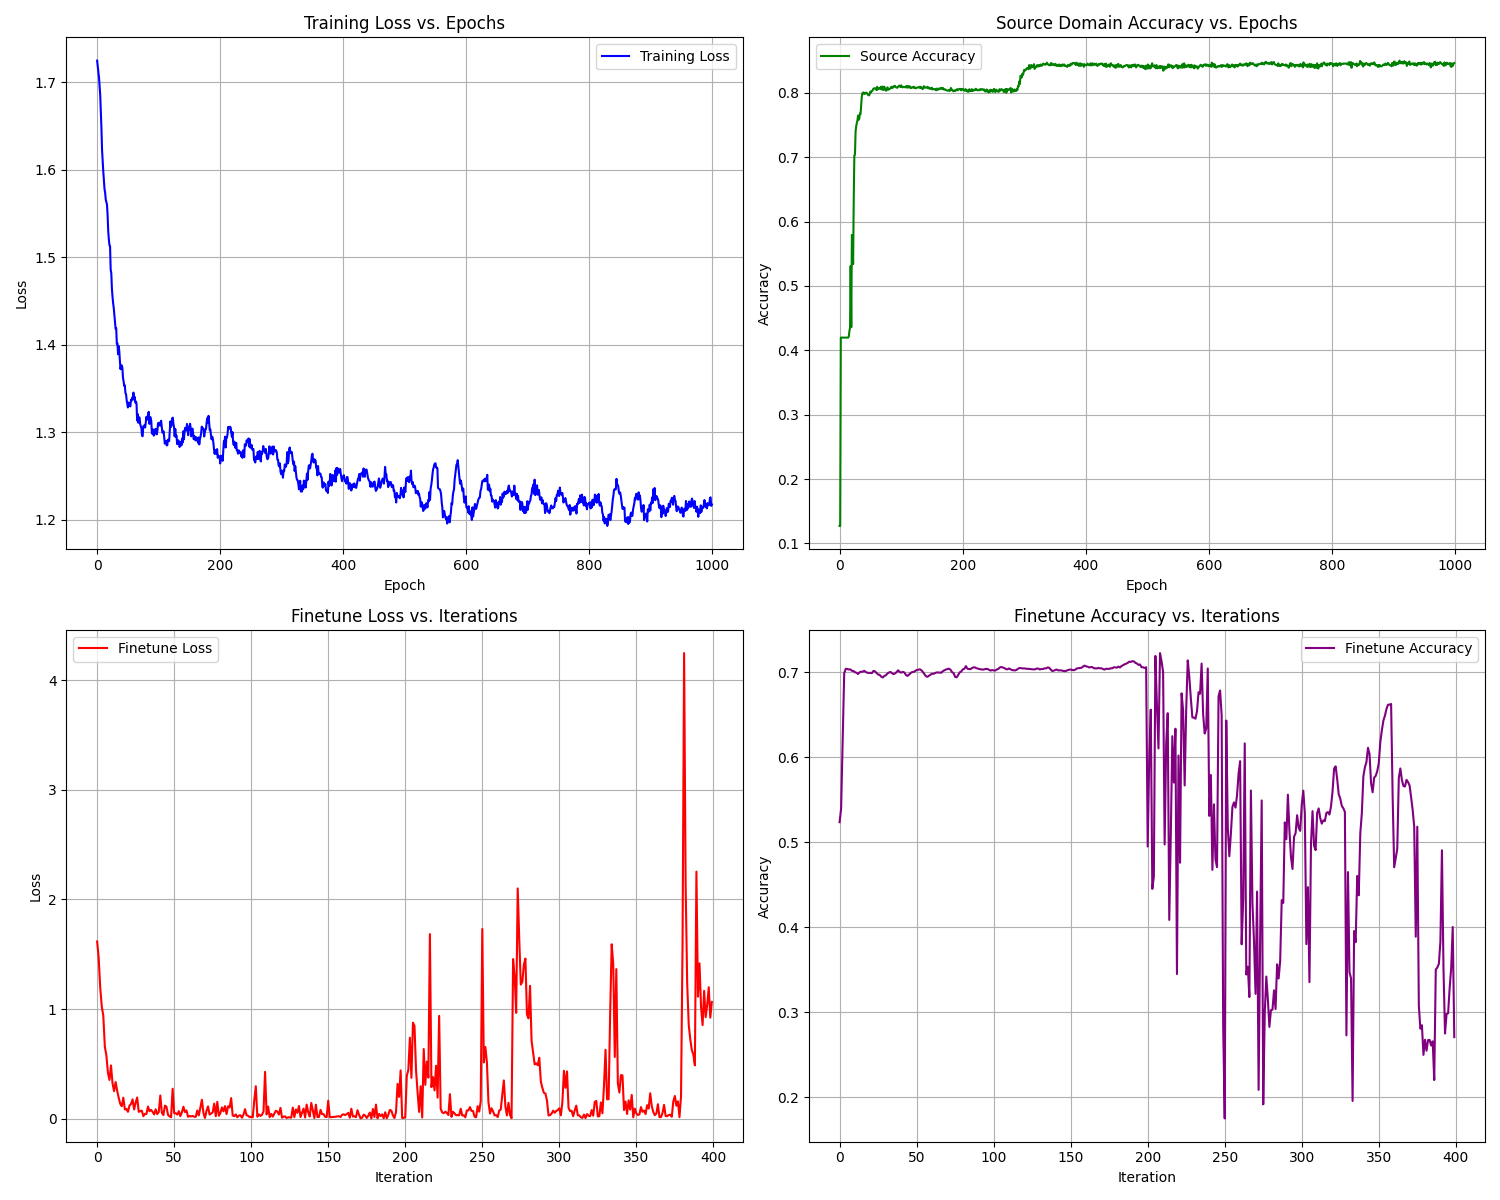 Training Loss vs. Epochs
Training Loss
1.7
1.6
1.5
1.4
1.3
1.2
Loss
0 200 400 600 800 1000
Epoch
Source Domain Accuracy vs. Epochs
Source Accuracy
0.8
0.7
0.6
0.5
0.4
0.3
0.2
0.1
Accuracy
0 200 400 600 800 1000
Epoch
Finetune Loss vs. Iterations
Finetune Loss
4
3
2
1
0
Loss
0 50 100 150 200 250 300 350 400
Iteration
Finetune Accuracy vs. Iterations
Finetune Accuracy
0.7
0.6
0.5
0.4
0.3
0.2
Accuracy
0 50 100 150 200 250 300 350 400
Iteration